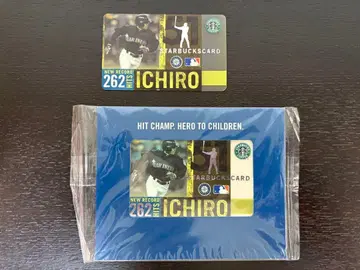 STARBUCKSCARD
NEW RECORD
262
HITS
ICHIRO
HIT CHAMP. HERO TO CHILDREN.
STARBUCKSCARD
NEW RECORD
262
HITS
ICHIRO